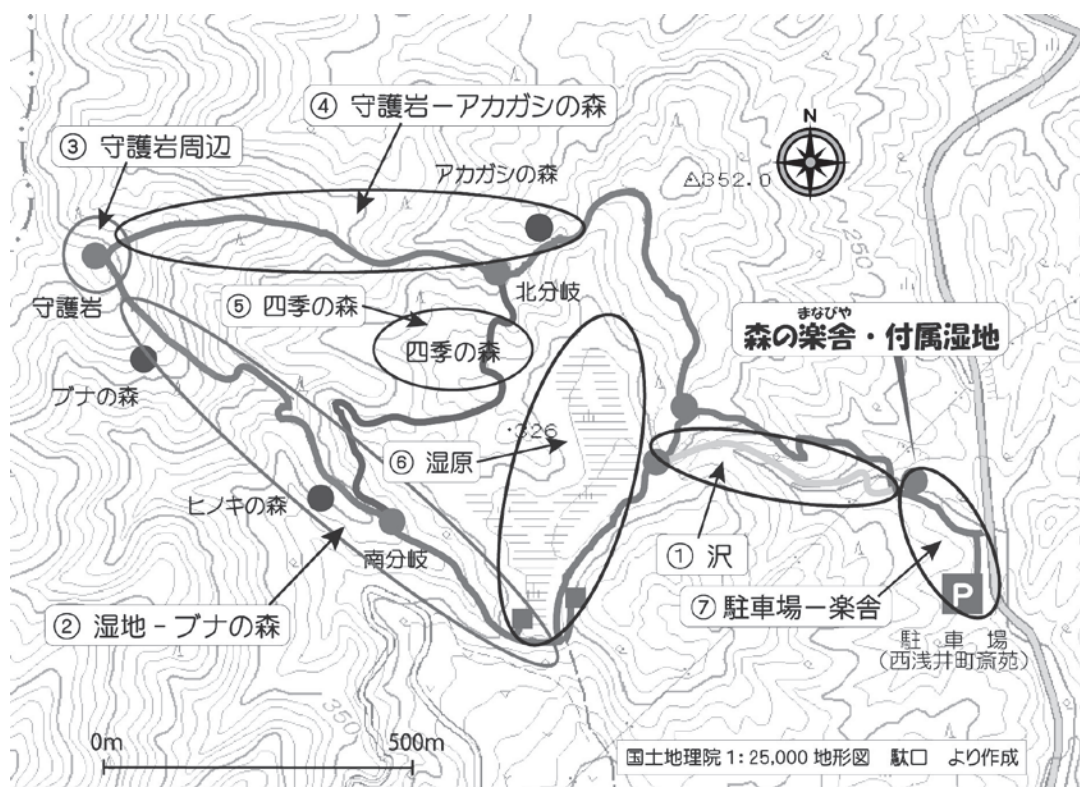 ④ 守護岩－アカガシの森
③ 守護岩周辺
アカガシの森
N
352.0
250
守護岩
北分岐
⑤ 四季の森
四季の森
まなびや
森の楽舎・付属湿地
ブナの森
・326
⑥ 湿原
ヒノキの森
南分岐
① 沢
② 湿地－ブナの森
⑦ 駐車場－楽舎
P
駐 車 場
(西浅井町斎苑)
350
0m
500m
国土地理院1:25,000 地形図 駄口 より作成